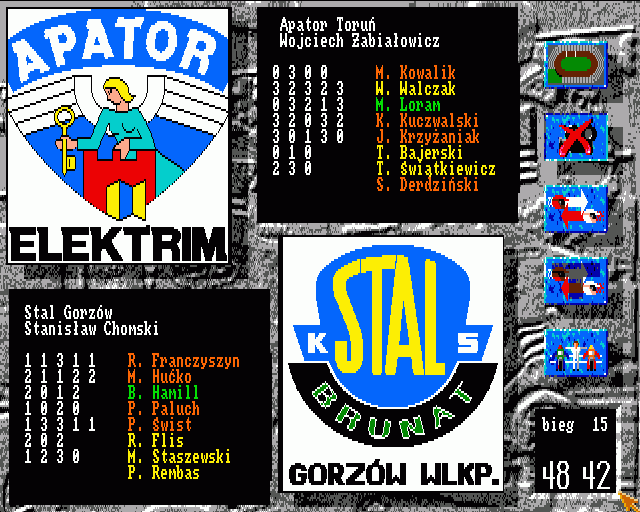 APATOR
ELEKTRIM
Apator Toruń
Wojciech Żabiałowicz
0 3 0 0 M. Kowalik
3 2 3 2 3 W. Walczak
0 3 2 1 3 M. Loram
3 2 0 3 2 K. Kuczwalski
3 0 1 3 0 J. Krzyżaniak
0 1 0 T. Bajerski
2 3 0 T. Świątkiewicz
S. Derdziński
Stal Gorzów
Stanisław Chomski
1 1 3 1 1 R. Franczyszyn
2 1 1 2 2 M. Hućko
2 0 1 2 B. Hamill
1 0 2 0 P. Paluch
1 3 3 1 1 P. Świst
2 0 2 R. Flis
1 2 3 0 M. Staszewski
P. Rembas
STAL
K S
BRUNAT
GORZÓW WLKP.
bieg 15
48 42